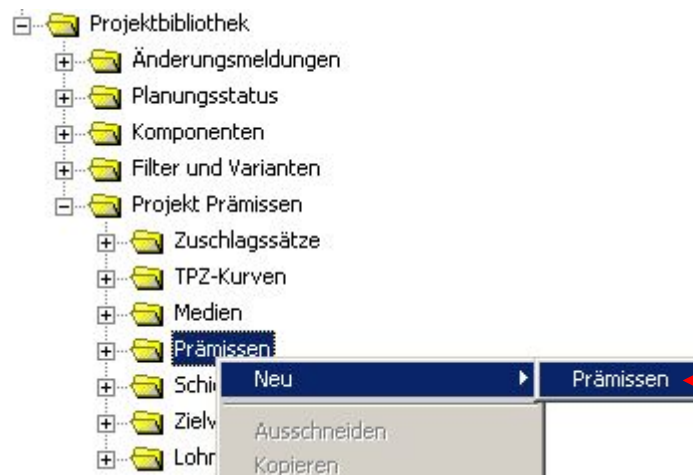 Projektbibliothek
Änderungsmeldungen
Planungsstatus
Komponenten
Filter und Varianten
Projekt Prämissen
Zuschlagssätze
TPZ-Kurven
Medien
Prämissen
Neu Prämissen
Ausschneiden
Kopieren